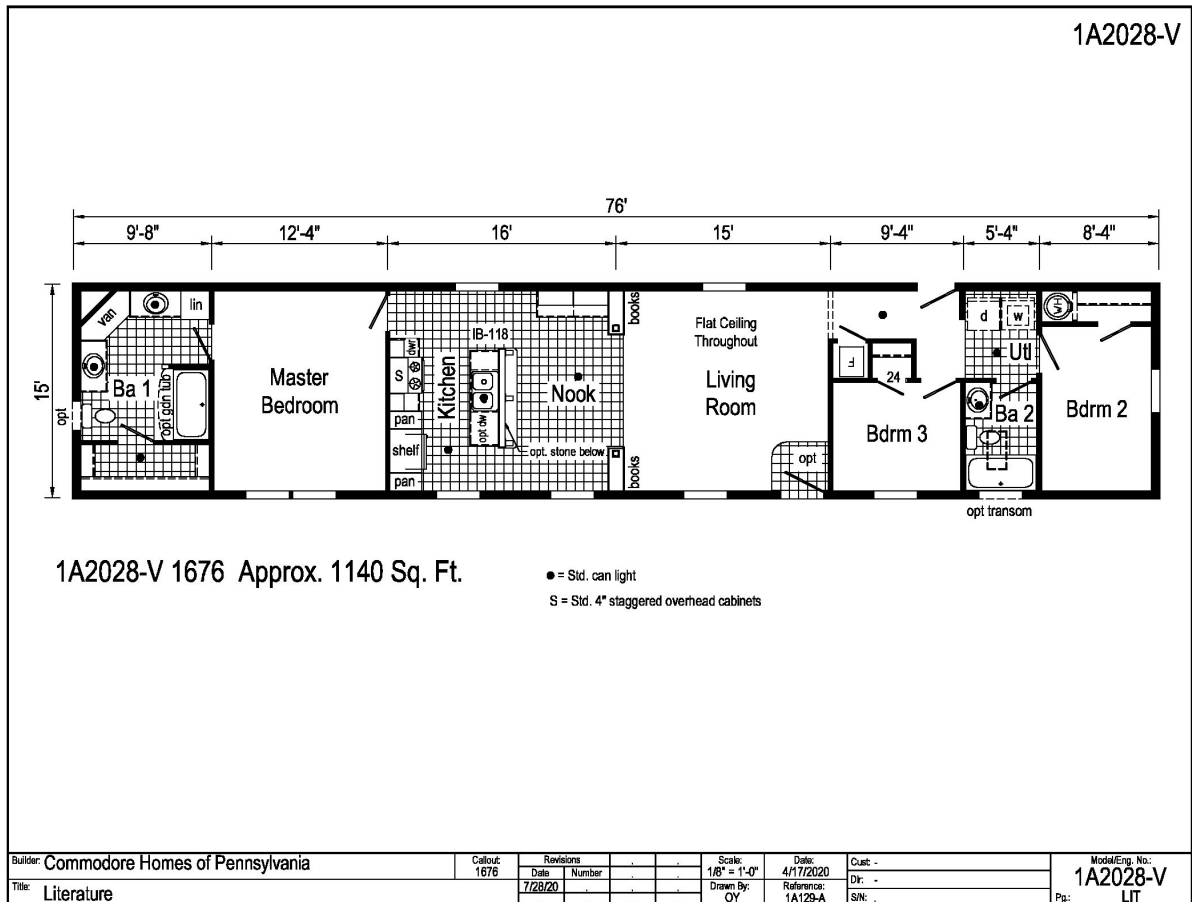 1A2028-V
76'
9'-8"
12'-4"
16'
15'
9'-4"
5'-4"
8'-4"
15'
van
lin
opt
Ba 1
opt gdn tub
Master
Bedroom
S
dwr
pan
shelf
pan
Kitchen
IB-118
opt dw
Nook
opt. stone below
books
books
Flat Ceiling
Throughout
Living
Room
opt
F
24
Bdrm 3
d
w
Utl
Ba 2
opt transom
WH
Bdrm 2
1A2028-V 1676 Approx. 1140 Sq. Ft.
● = Std. can light
S = Std. 4" staggered overhead cabinets
Builder: Commodore Homes of Pennsylvania
Title: Literature
Callout:
1676
Revisions
Date Number
7/28/20
Scale:
1/8" = 1'-0"
Drawn By:
OY
Date:
4/17/2020
Reference:
1A129-A
Cust: -
Dir: -
S/N: .
Model/Eng. No.:
1A2028-V
Pg.: LIT